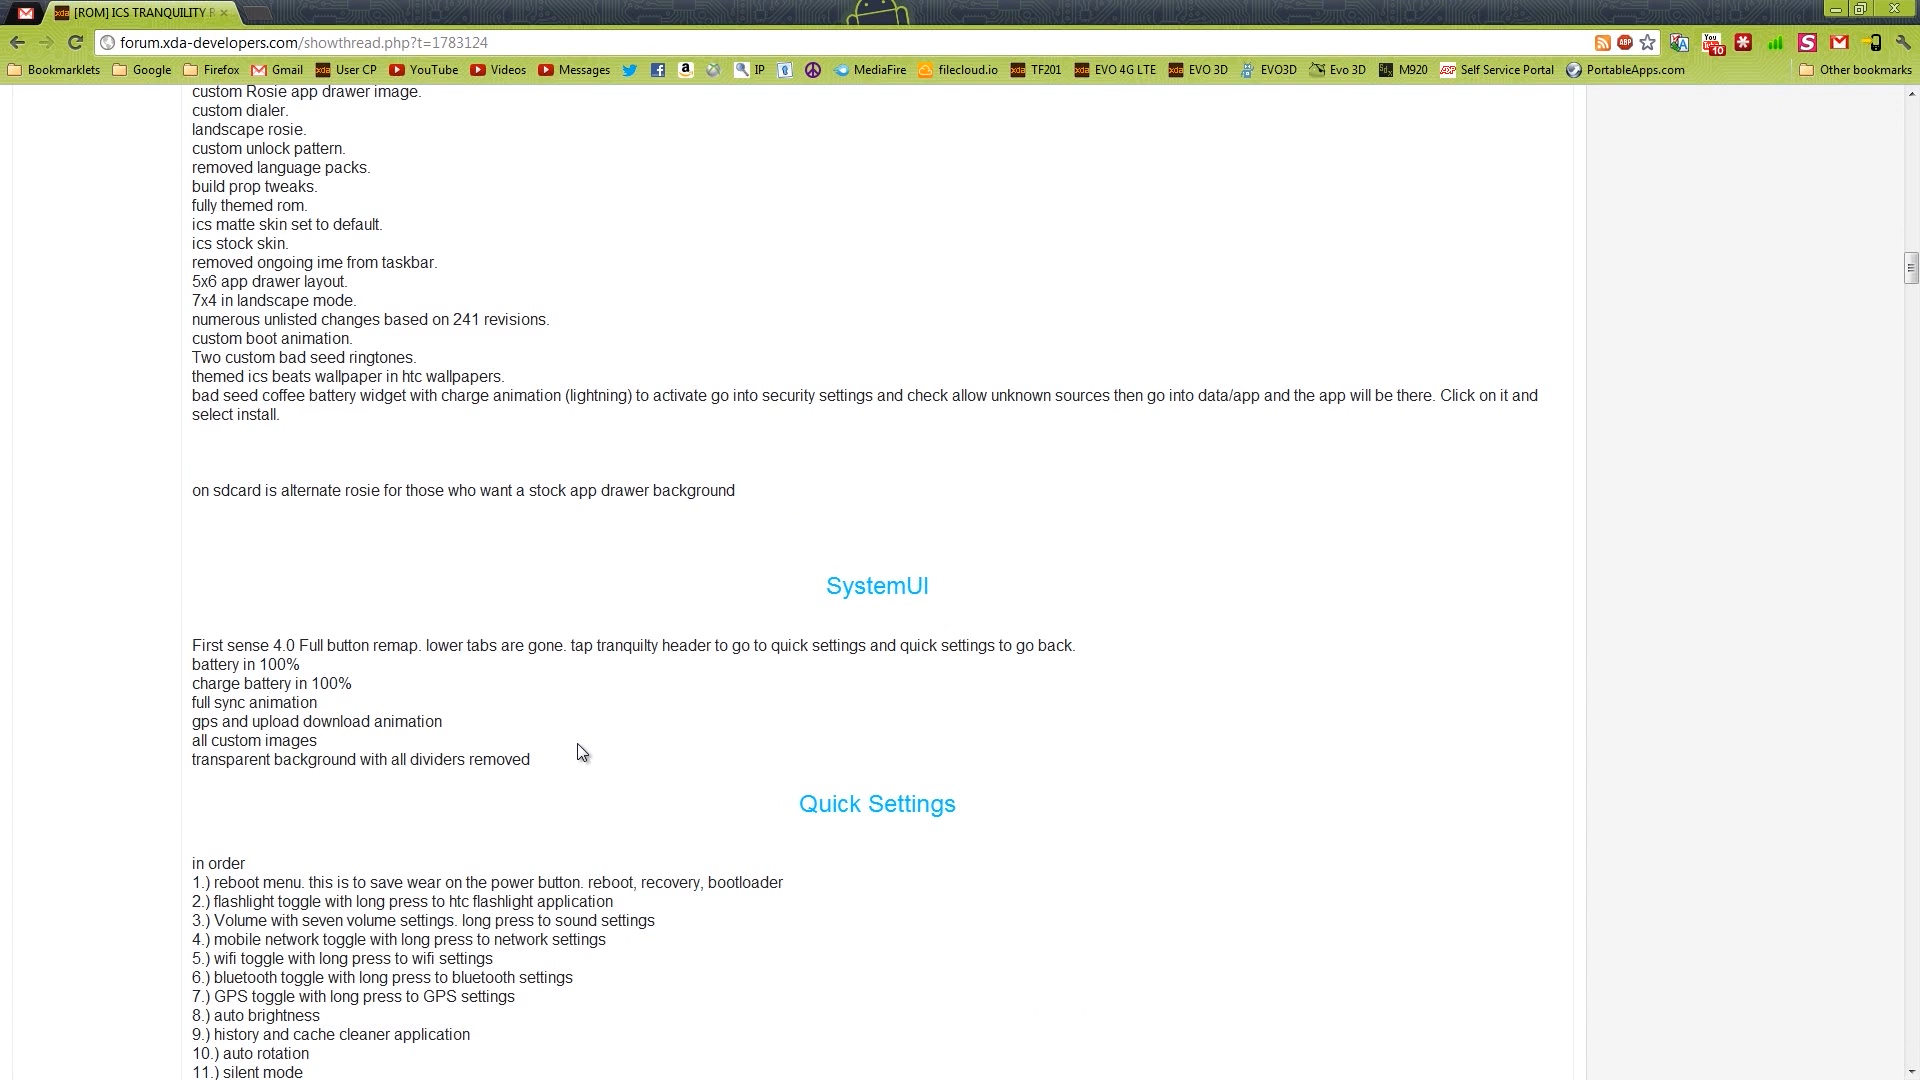 [ROM] ICS TRANQUILITY R
forum.xda-developers.com/showthread.php?t=1783124
Bookmarklets Google Firefox Gmail User CP YouTube Videos Messages IP MediaFire filecloud.io TF201 EVO 4G LTE EVO 3D EVO3D Evo 3D M920 Self Service Portal PortableApps.com Other bookmarks
custom Rosie app drawer image.
custom dialer.
landscape rosie.
custom unlock pattern.
removed language packs.
build prop tweaks.
fully themed rom.
ics matte skin set to default.
ics stock skin.
removed ongoing ime from taskbar.
5x6 app drawer layout.
7x4 in landscape mode.
numerous unlisted changes based on 241 revisions.
custom boot animation.
Two custom bad seed ringtones.
themed ics beats wallpaper in htc wallpapers.
bad seed coffee battery widget with charge animation (lightning) to activate go into security settings and check allow unknown sources then go into data/app and the app will be there. Click on it and
select install.
on sdcard is alternate rosie for those who want a stock app drawer background
SystemUI
First sense 4.0 Full button remap. lower tabs are gone. tap tranquilty header to go to quick settings and quick settings to go back.
battery in 100%
charge battery in 100%
full sync animation
gps and upload download animation
all custom images
transparent background with all dividers removed
Quick Settings
in order
1.) reboot menu. this is to save wear on the power button. reboot, recovery, bootloader
2.) flashlight toggle with long press to htc flashlight application
3.) Volume with seven volume settings. long press to sound settings
4.) mobile network toggle with long press to network settings
5.) wifi toggle with long press to wifi settings
6.) bluetooth toggle with long press to bluetooth settings
7.) GPS toggle with long press to GPS settings
8.) auto brightness
9.) history and cache cleaner application
10.) auto rotation
11.) silent mode